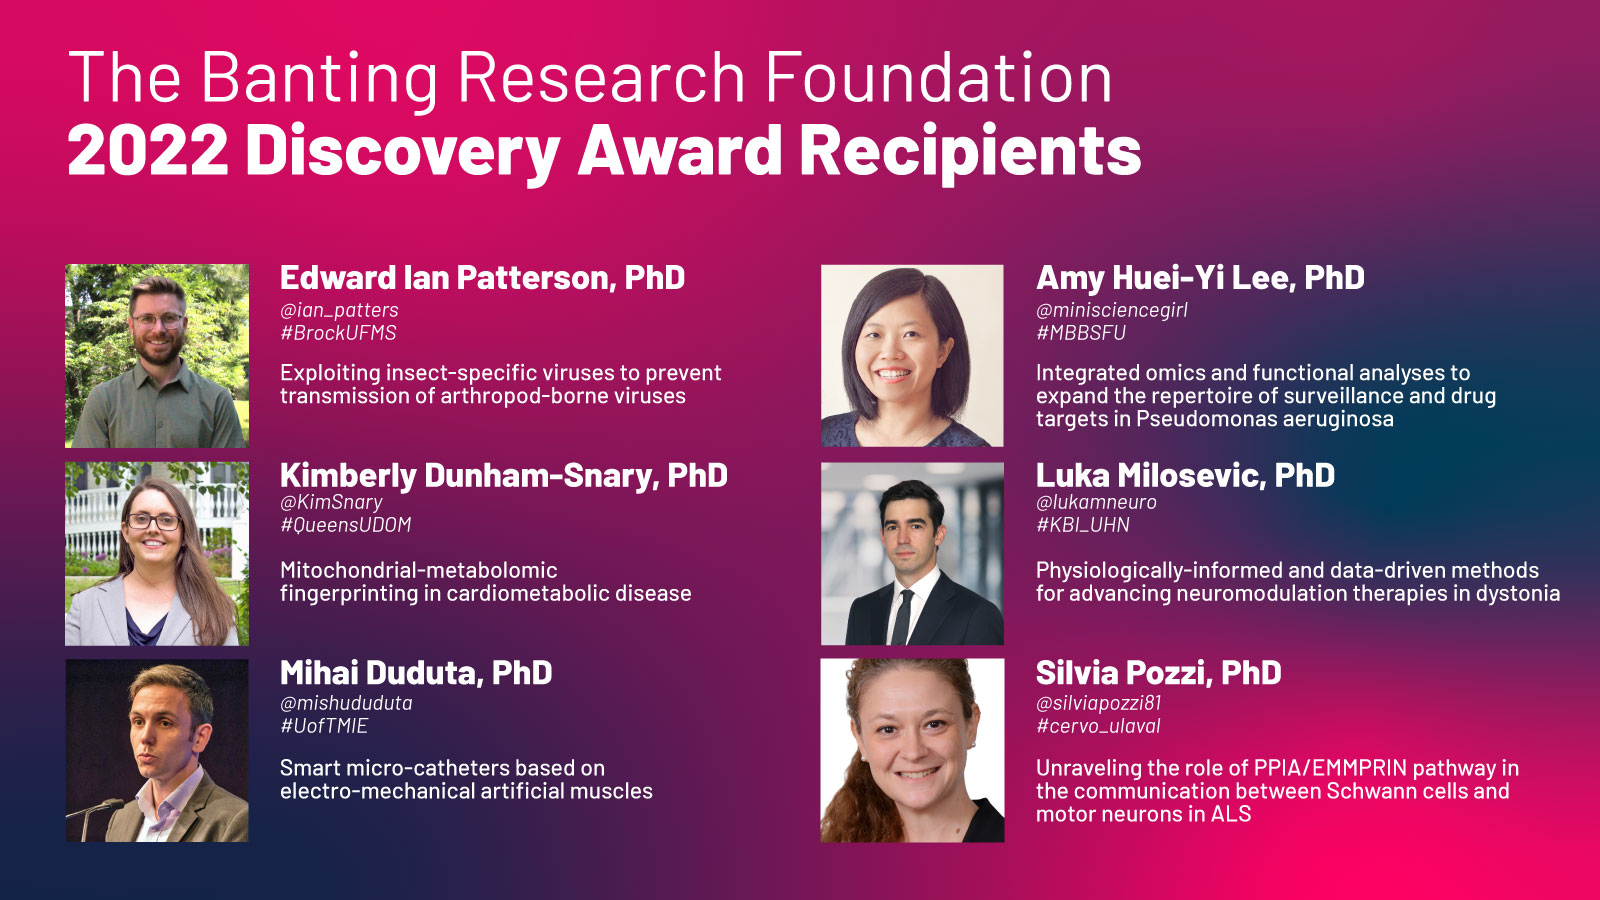 The Banting Research Foundation
2022 Discovery Award Recipients
Edward Ian Patterson, PhD
@ian_patters
#BrockUFMS
Exploiting insect-specific viruses to prevent
transmission of arthropod-borne viruses
Kimberly Dunham-Snary, PhD
@KimSnary
#QueensUDOM
Mitochondrial-metabolomic
fingerprinting in cardiometabolic disease
Mihai Duduta, PhD
@mishududuta
#UofTMIE
Smart micro-catheters based on
electro-mechanical artificial muscles
Amy Huei-Yi Lee, PhD
@minisciencegirl
#MBBSFU
Integrated omics and functional analyses to
expand the repertoire of surveillance and drug
targets in Pseudomonas aeruginosa
Luka Milosevic, PhD
@lukamneuro
#KBI_UHN
Physiologically-informed and data-driven methods
for advancing neuromodulation therapies in dystonia
Silvia Pozzi, PhD
@silviapozzi81
#cervo_ulaval
Unraveling the role of PPIA/EMMPRIN pathway in
the communication between Schwann cells and
motor neurons in ALS